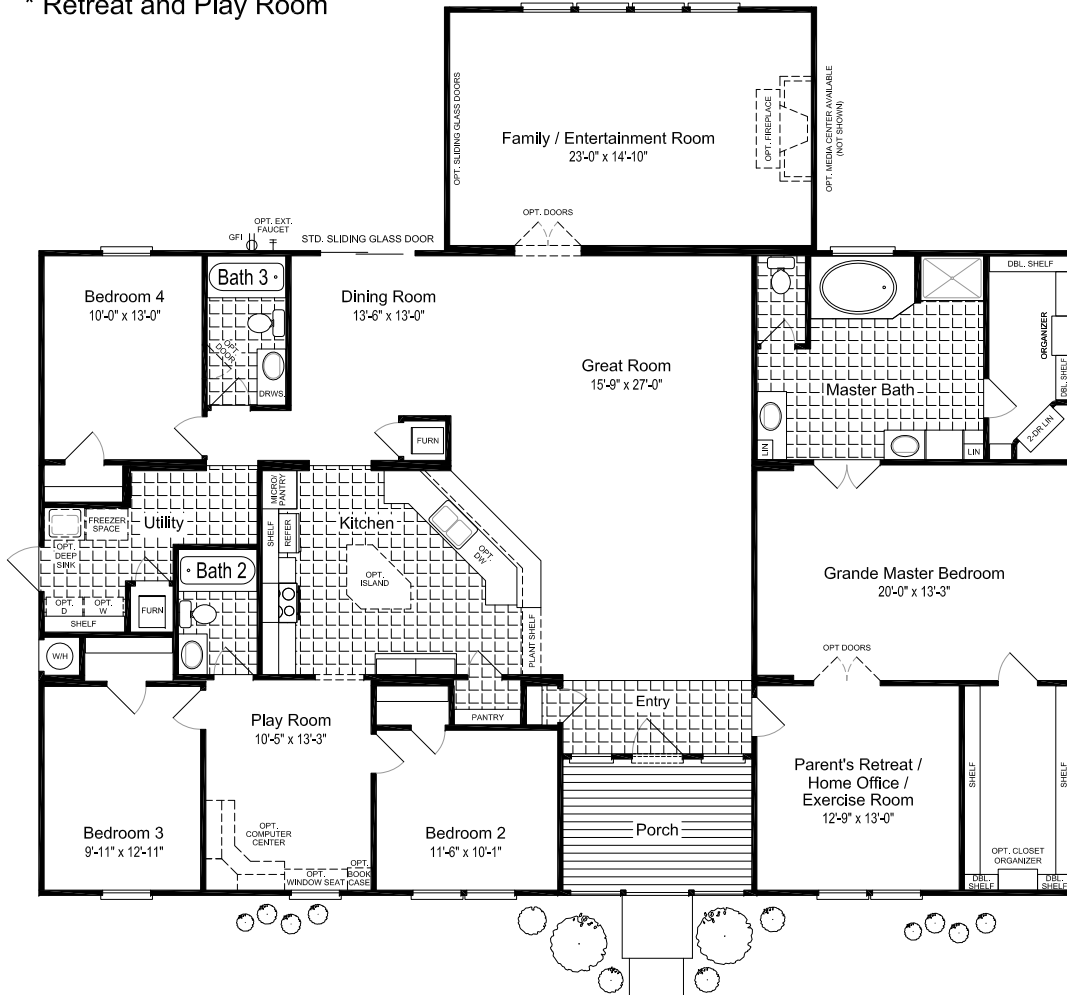 * Retreat and Play Room
OPT. SLIDING GLASS DOORS
Family / Entertainment Room
23'-0" x 14'-10"
OPT. FIREPLACE
OPT. MEDIA CENTER AVAILABLE
(NOT SHOWN)
OPT. DOORS
OPT. EXT.
FAUCET
GFI
STD. SLIDING GLASS DOOR
Bedroom 4
10'-0" x 13'-0"
Bath 3
OPT.
DOOR
DRWS.
Dining Room
13'-6" x 13'-0"
Great Room
15'-9" x 27'-0"
FURN
Master Bath
LIN
LIN
DBL. SHELF
ORGANIZER
DBL. SHELF
2-DR LIN
FREEZER
SPACE
Utility
OPT.
DEEP
SINK
OPT.
D
OPT.
W
SHELF
FURN
W/H
Bath 2
MICRO/
PANTRY
SHELF
REFER
Kitchen
OPT.
ISLAND
OPT.
DW
PLANT SHELF
PANTRY
Grande Master Bedroom
20'-0" x 13'-3"
OPT DOORS
Entry
Bedroom 3
9'-11" x 12'-11"
Play Room
10'-5" x 13'-3"
OPT.
COMPUTER
CENTER
OPT.
WINDOW SEAT
OPT.
BOOK
CASE
Bedroom 2
11'-6" x 10'-1"
Porch
Parent's Retreat /
Home Office /
Exercise Room
12'-9" x 13'-0"
SHELF
SHELF
OPT. CLOSET
ORGANIZER
DBL.
SHELF
DBL.
SHELF